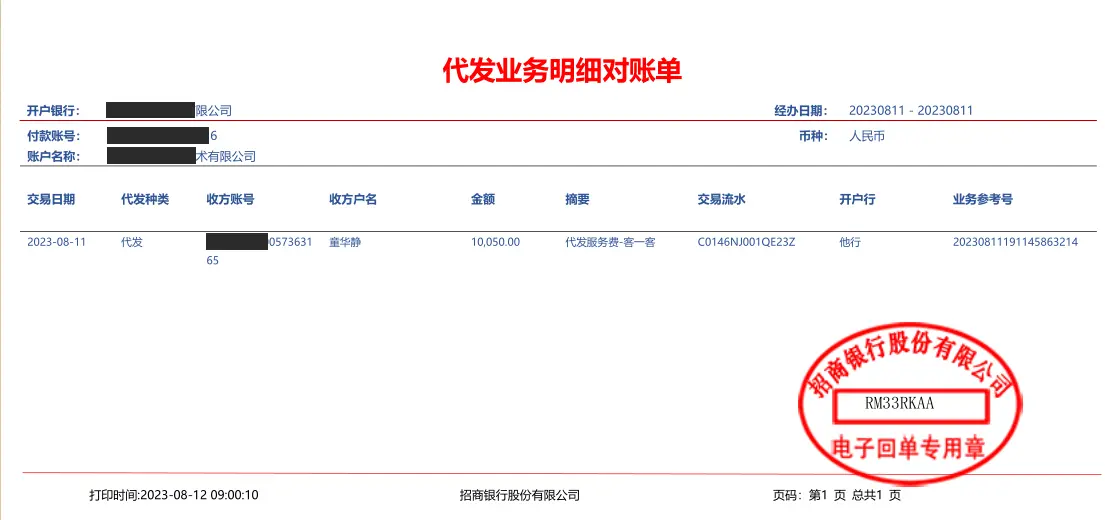 代发业务明细对账单
开户银行： 限公司 经办日期： 20230811 - 20230811
付款账号： 6 币种： 人民币
账户名称： 术有限公司
交易日期 代发种类 收方账号 收方户名 金额 摘要 交易流水 开户行 业务参考号
2023-08-11 代发 0573631 童华静 10,050.00 代发服务费-客一客 C0146NJ001QE23Z 他行 20230811191145863214
65
招商银行股份有限公司
RM33RKAA
电子回单专用章
打印时间:2023-08-12 09:00:10 招商银行股份有限公司 页码：第1 页 总共1 页